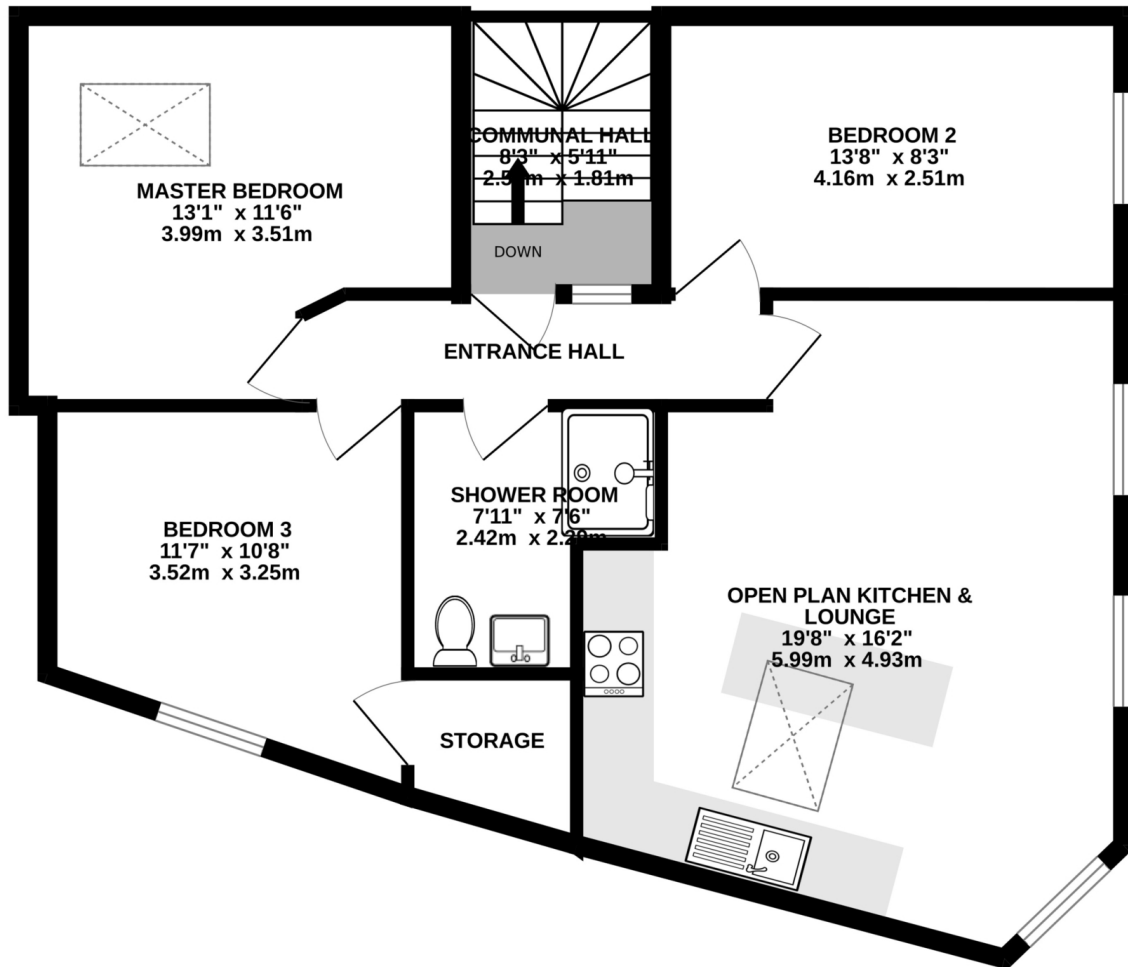 COMMUNAL HALL
8'3" x 5'11"
x 1.81m
DOWN
BEDROOM 2
13'8" x 8'3"
4.16m x 2.51m
MASTER BEDROOM
13'1" x 11'6"
3.99m x 3.51m
ENTRANCE HALL
SHOWER ROOM
7'11" x 7'6"
2.42m x 2.29m
BEDROOM 3
11'7" x 10'8"
3.52m x 3.25m
OPEN PLAN KITCHEN &
LOUNGE
19'8" x 16'2"
5.99m x 4.93m
STORAGE